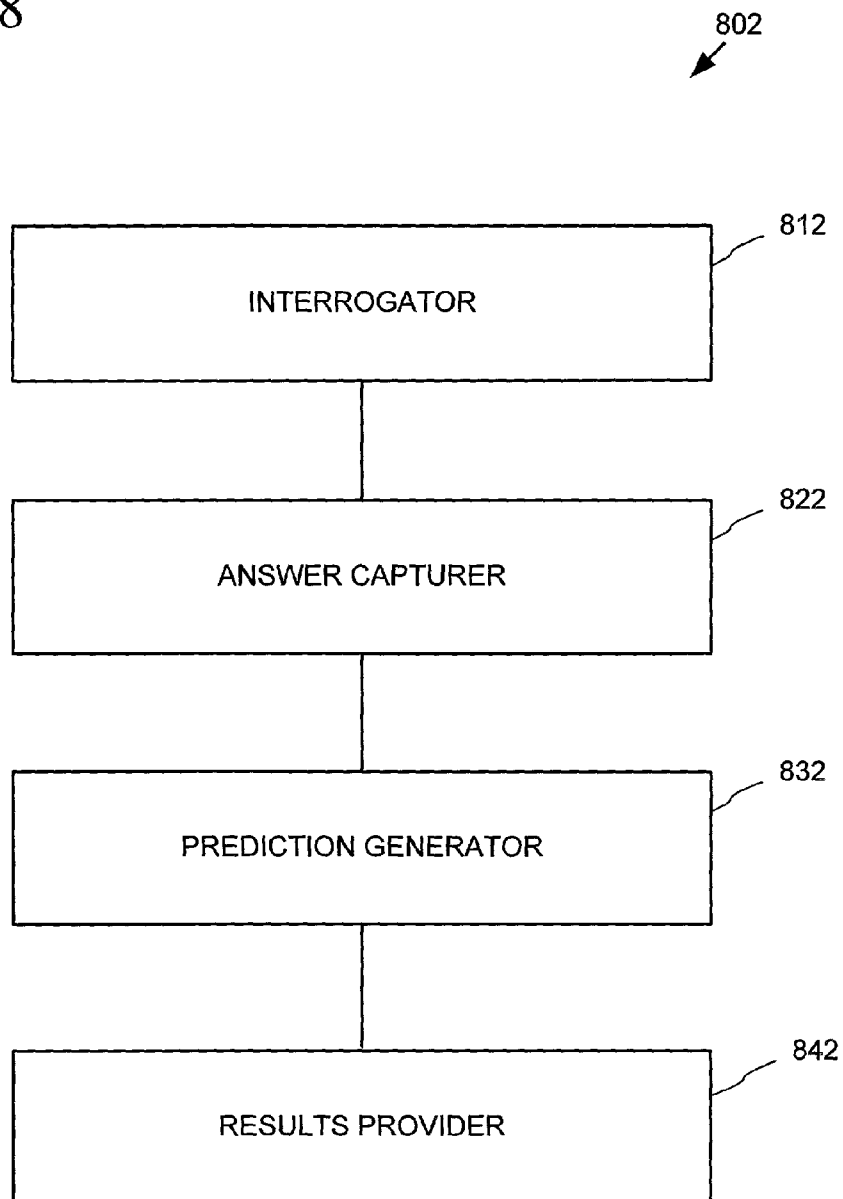 8
802
812
INTERROGATOR
822
ANSWER CAPTURER
832
PREDICTION GENERATOR
842
RESULTS PROVIDER